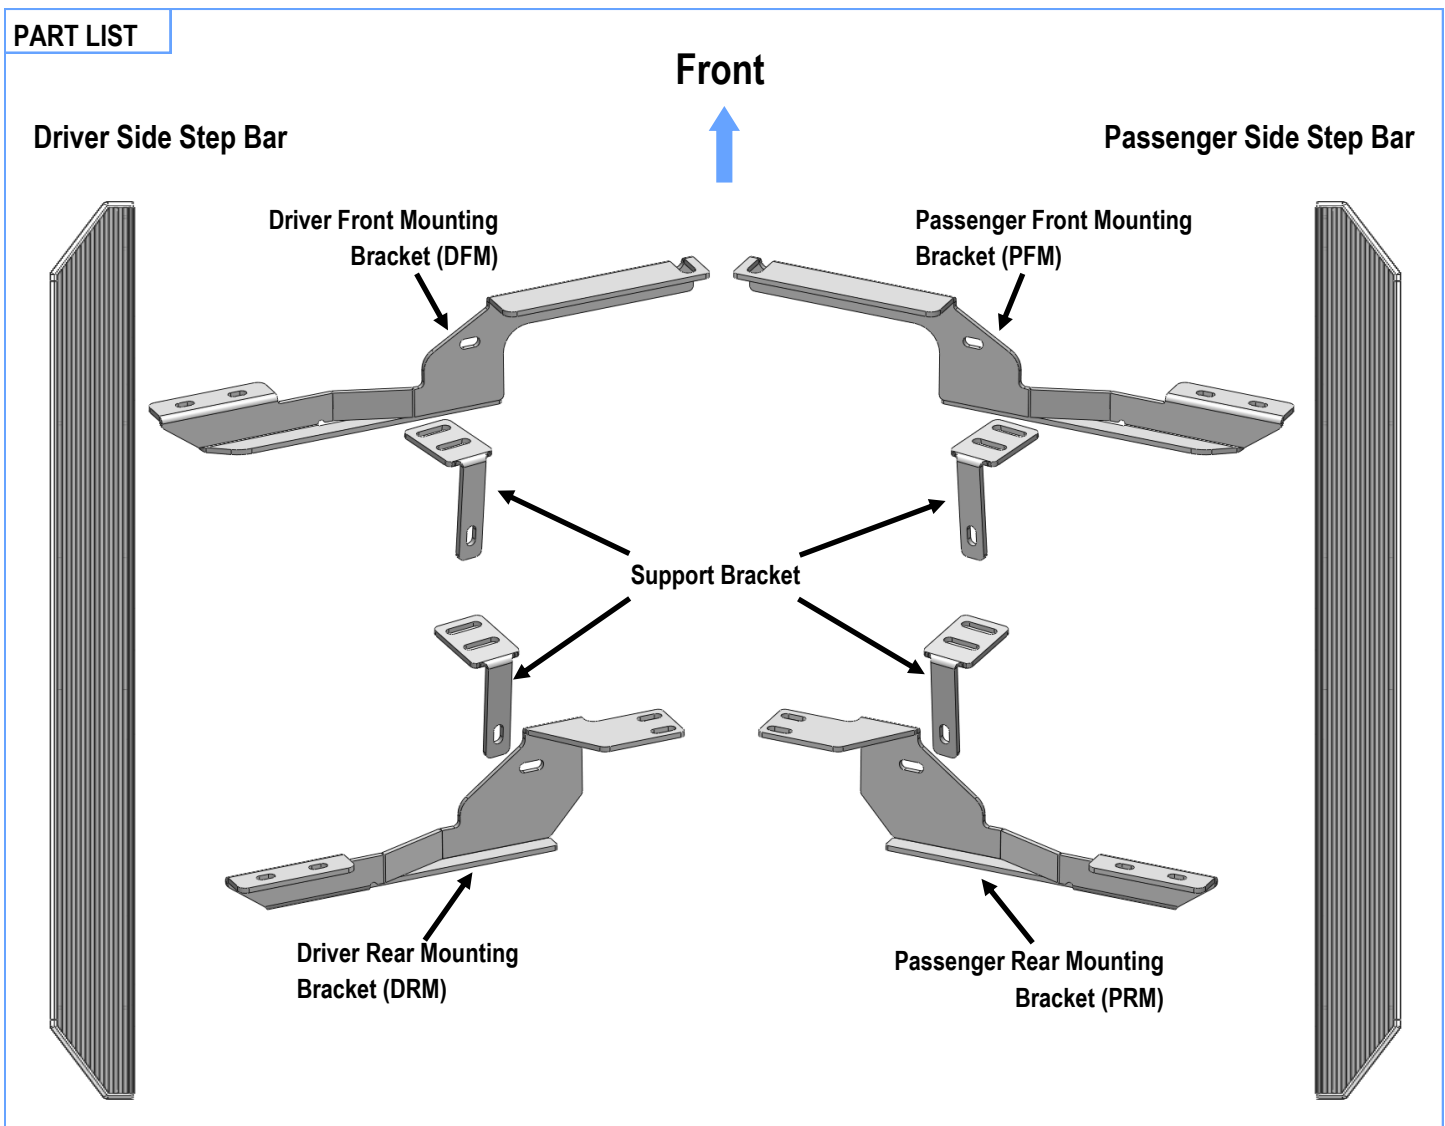 PART LIST
Front
Driver Side Step Bar
Passenger Side Step Bar
Driver Front Mounting
Bracket (DFM)
Passenger Front Mounting
Bracket (PFM)
Support Bracket
Driver Rear Mounting
Bracket (DRM)
Passenger Rear Mounting
Bracket (PRM)